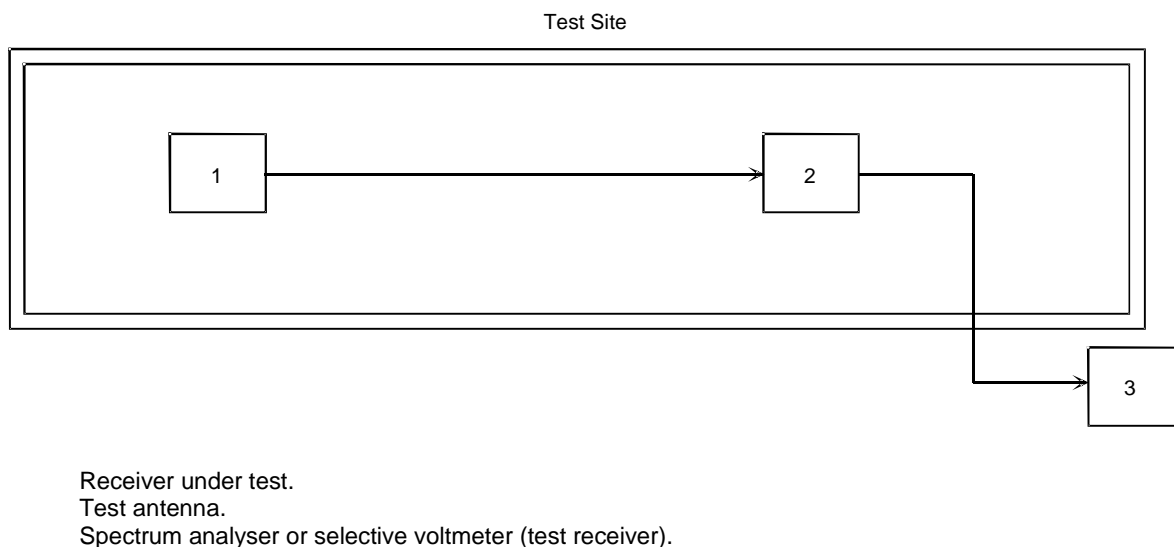 Test Site
1
2
3
Receiver under test.
Test antenna.
Spectrum analyser or selective voltmeter (test receiver).